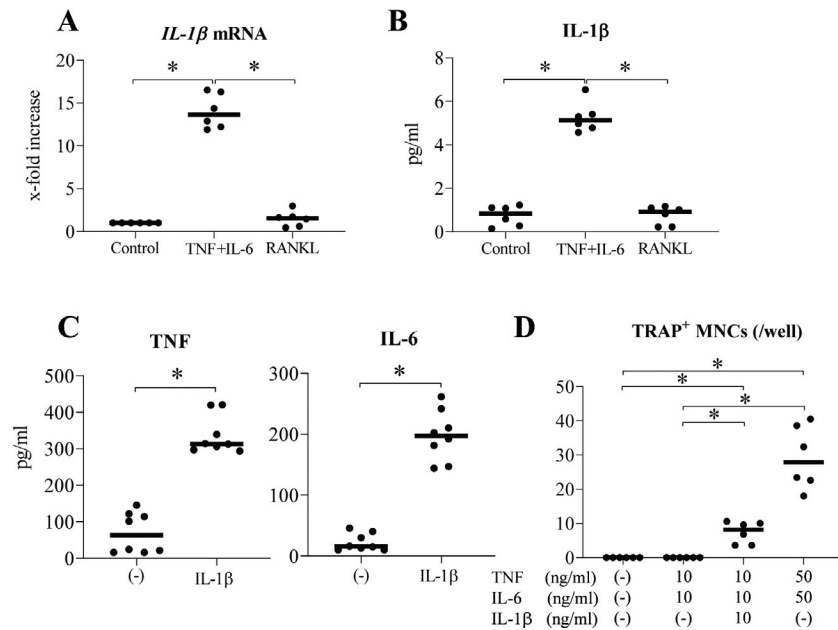 A
IL-1β mRNA
x-fold increase
20
15
10
5
0
*
*
Control
TNF+IL-6
RANKL
B
IL-1β
pg/ml
8
6
4
2
0
*
*
Control
TNF+IL-6
RANKL
C
TNF
pg/ml
500
400
300
200
100
0
*
(-)
IL-1β
IL-6
300
200
100
0
*
(-)
IL-1β
D
TRAP+ MNCs (/well)
50
40
30
20
10
0
*
*
*
*
TNF (ng/ml) (-) 10 10 50
IL-6 (ng/ml) (-) 10 10 50
IL-1β (ng/ml) (-) (-) 10 (-)